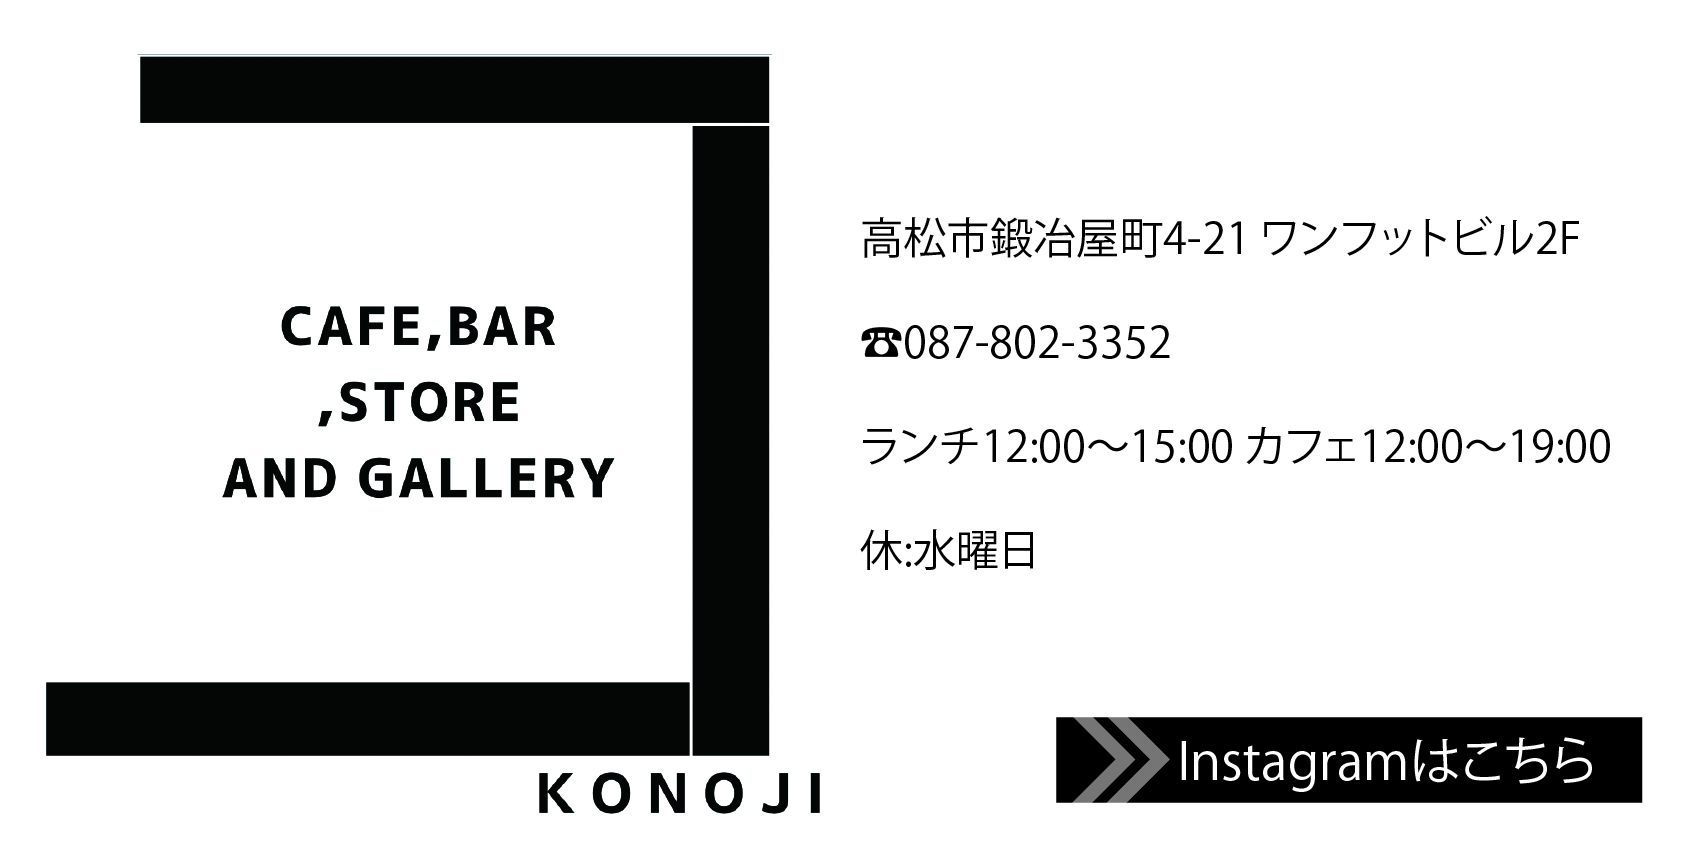 CAFE,BAR
,STORE
AND GALLERY
KONOJI
高松市鍛冶屋町4-21 ワンフットビル2F
☎087-802-3352
ランチ12:00〜15:00 カフェ12:00〜19:00
休:水曜日
Instagramはこちら